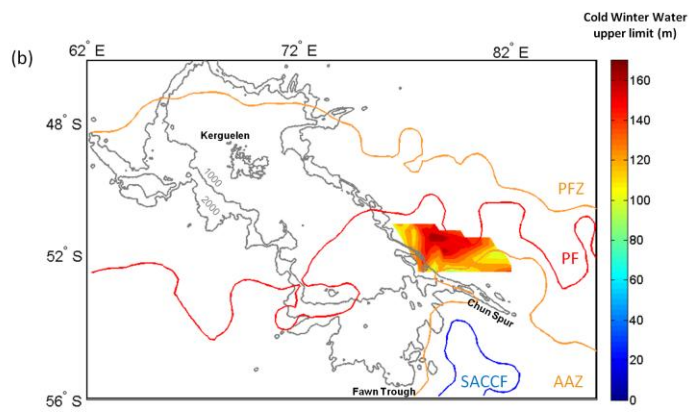 Cold Winter Water
upper limit (m)
62° E
72° E
82° E
(b)
160
48° S
Kerguelen
140
1000
2000
120
PFZ
100
52° S
PF
80
60
Chun Spur
40
SACCF
AAZ
20
56° S
Fawn Trough
0